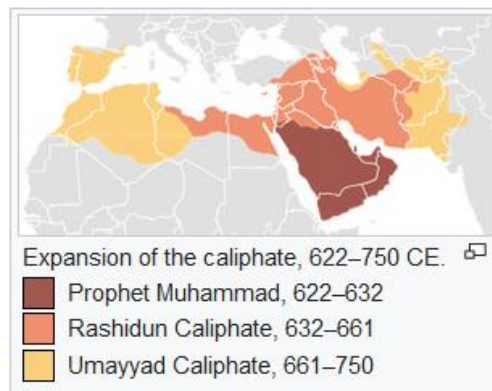 Expansion of the caliphate, 622–750 CE.
Prophet Muhammad, 622–632
Rashidun Caliphate, 632–661
Umayyad Caliphate, 661–750